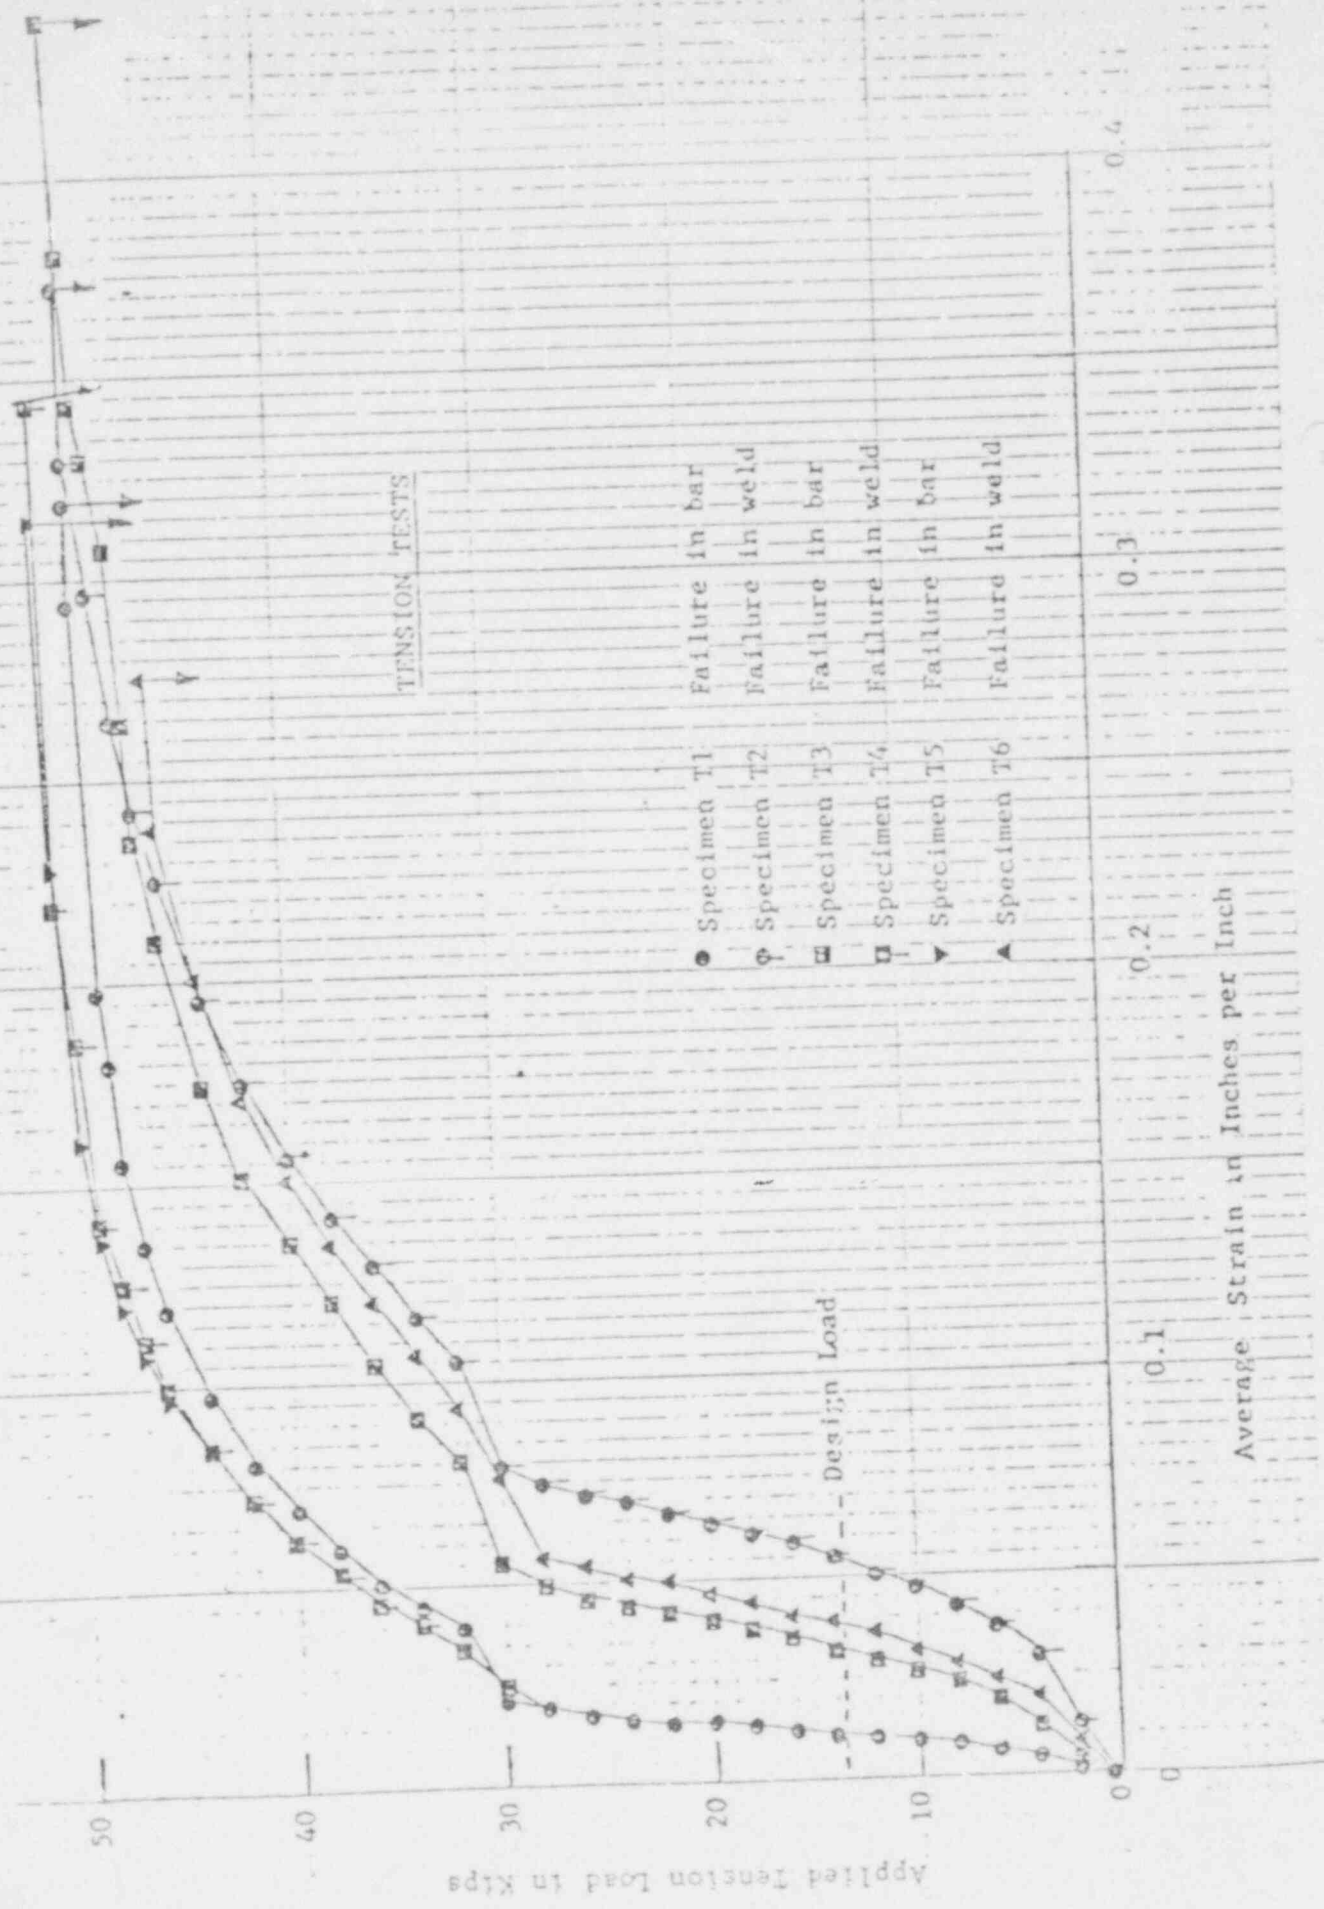 TENSION TESTS
Specimen T1 Failure in bar
Specimen T2 Failure in weld
Specimen T3 Failure in bar
Specimen T4 Failure in weld
Specimen T5 Failure in bar
Specimen T6 Failure in weld
Design Load
50
40
30
20
10
0
Applied Tension Load in Kips
0
0.1
0.2
0.3
0.4
Average Strain in Inches per Inch